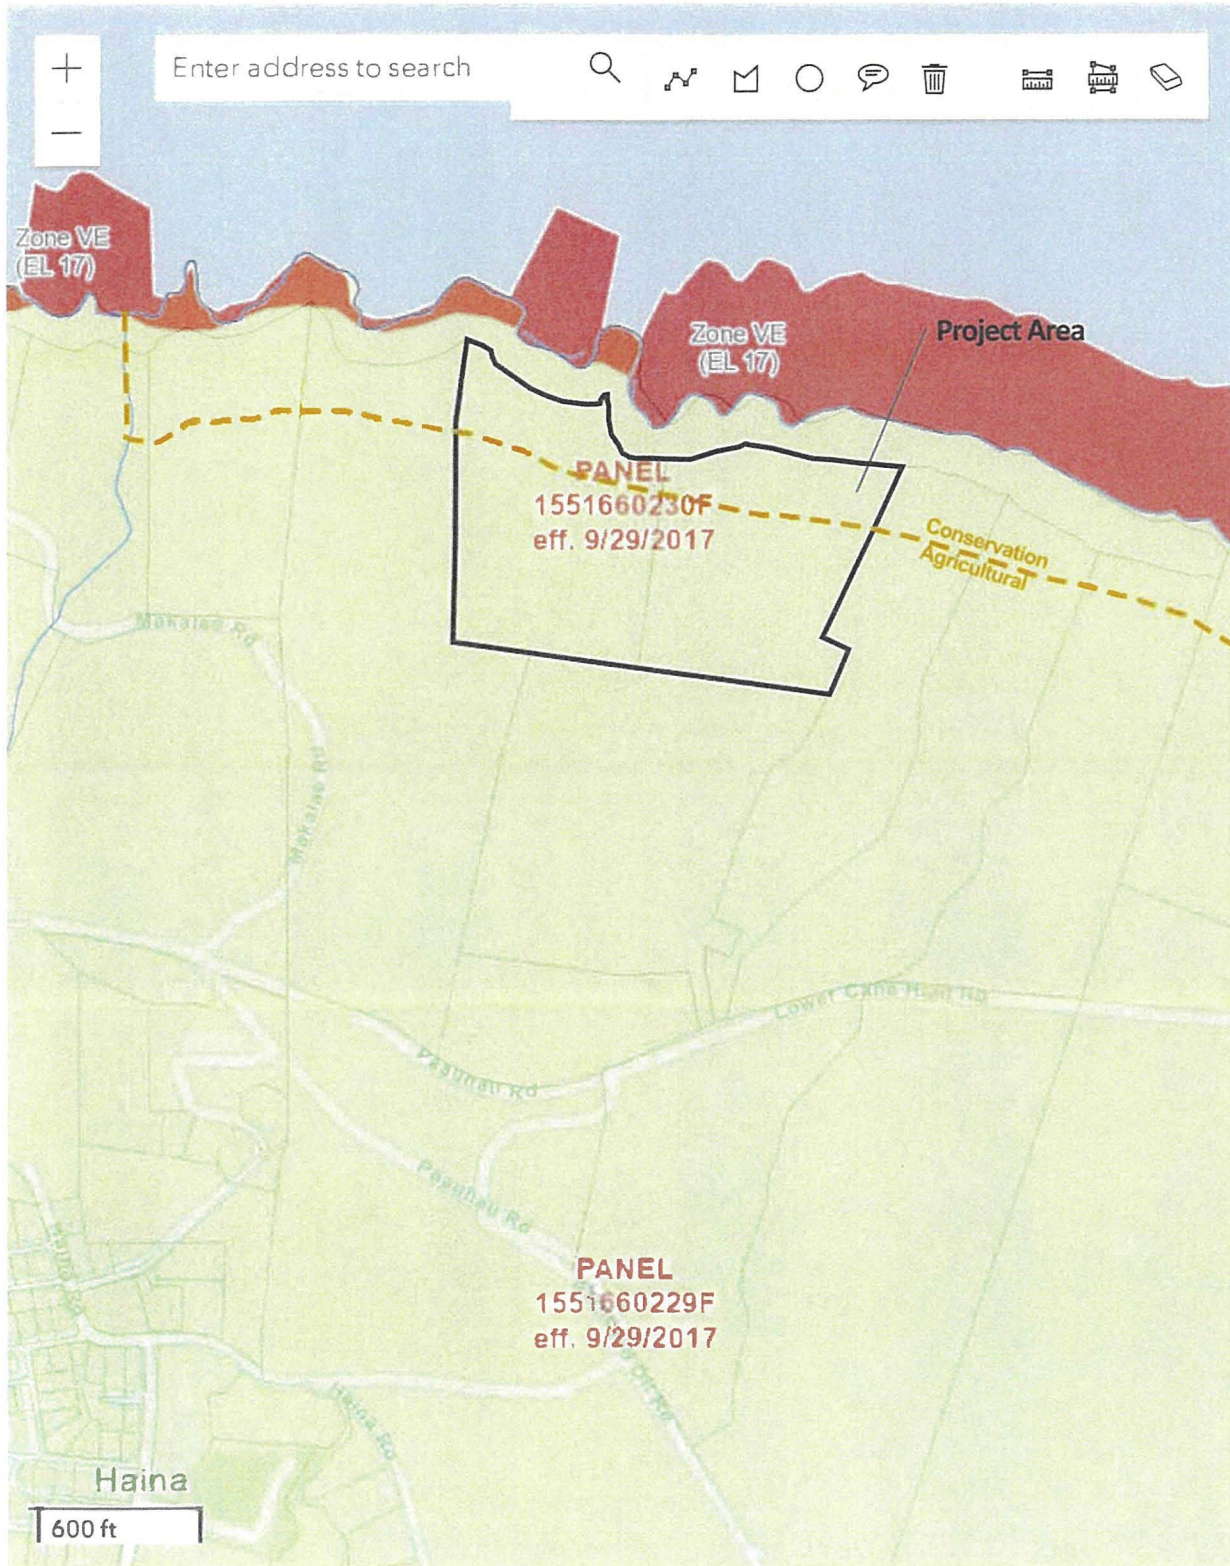 Enter address to search
Zone VE
(EL 17)
Zone VE
(EL 17)
Project Area
PANEL
1551660230F
eff. 9/29/2017
Conservation
Agricultural
Makalae Rd
Makalae Rd
Lower Cane Haul Rd
Paauhau Rd
Paauhau Rd
PANEL
1551660229F
eff. 9/29/2017
Haina Rd
Haina
600 ft